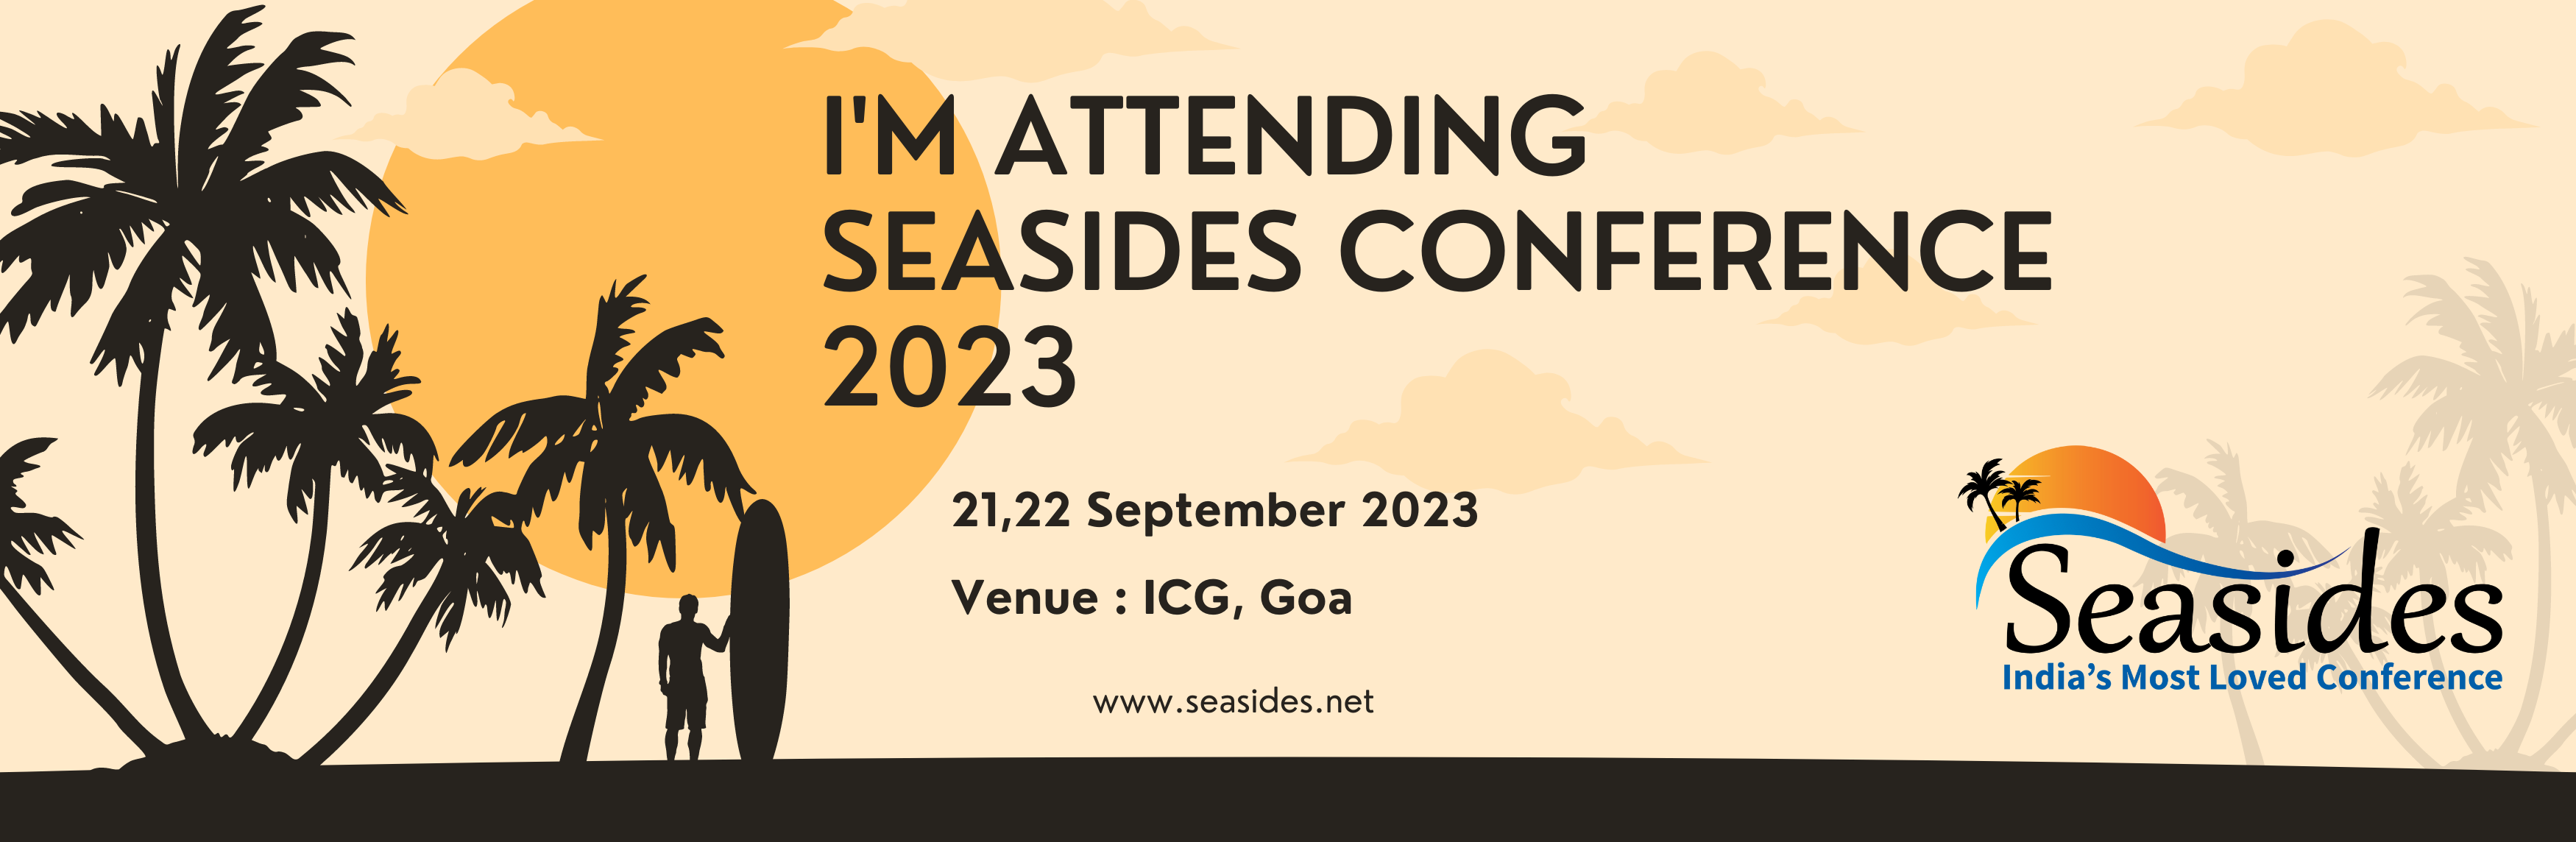 I'M ATTENDING
SEASIDES CONFERENCE
2023
21,22 September 2023
Venue : ICG, Goa
www.seasides.net
Seasides
India’s Most Loved Conference